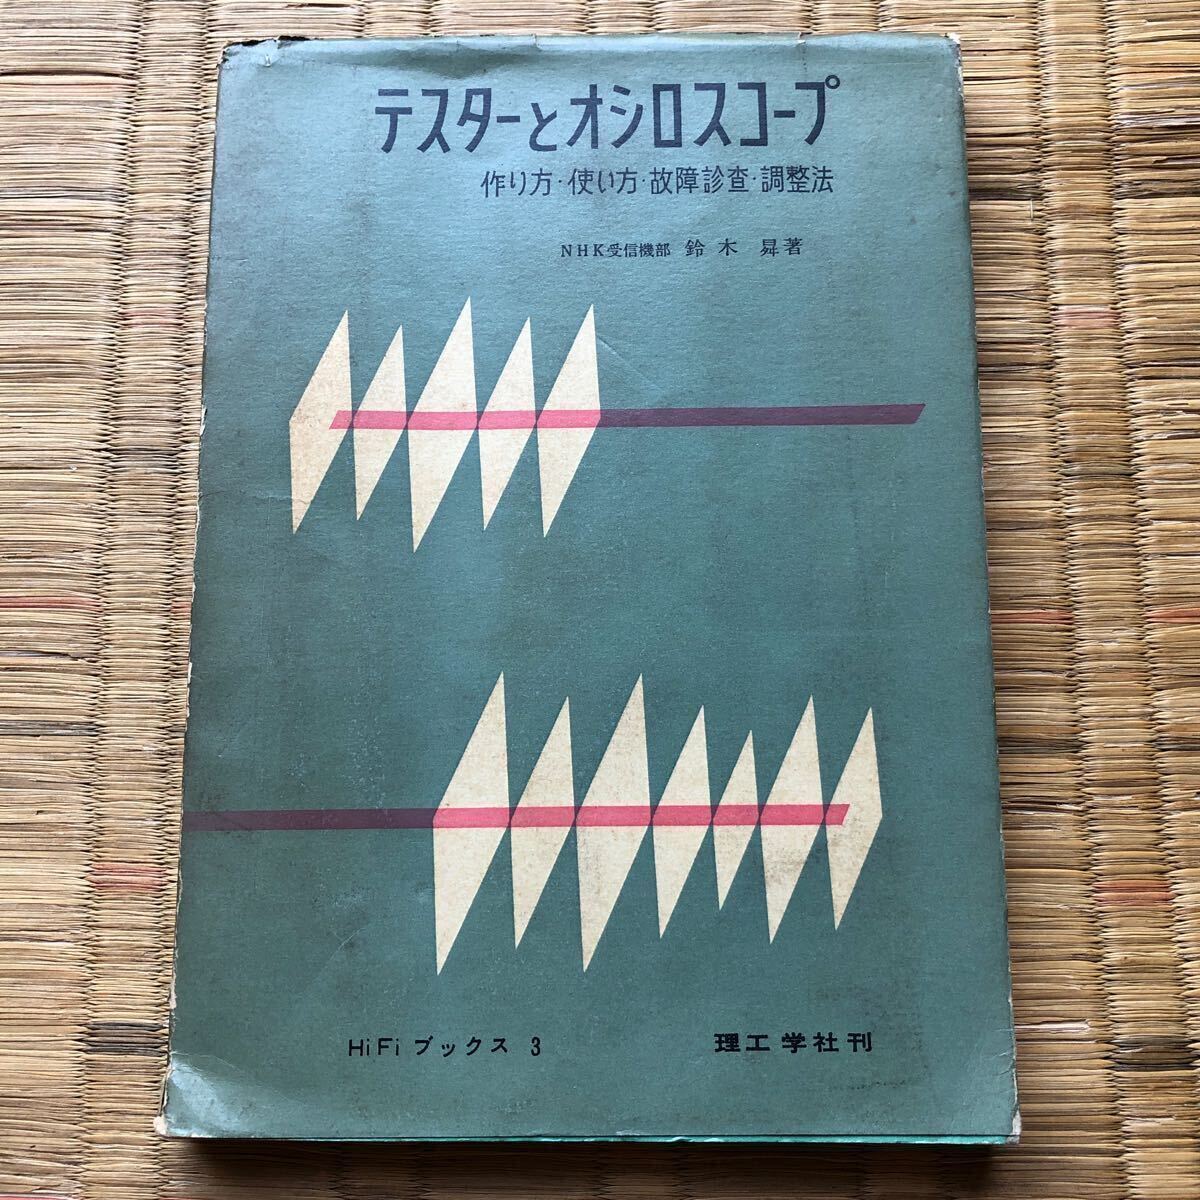 テスターとオシロスコープ
作り方・使い方・故障診査・調整法
NHK受信機部 鈴木 昇著
HiFi ブックス 3
理工学社刊